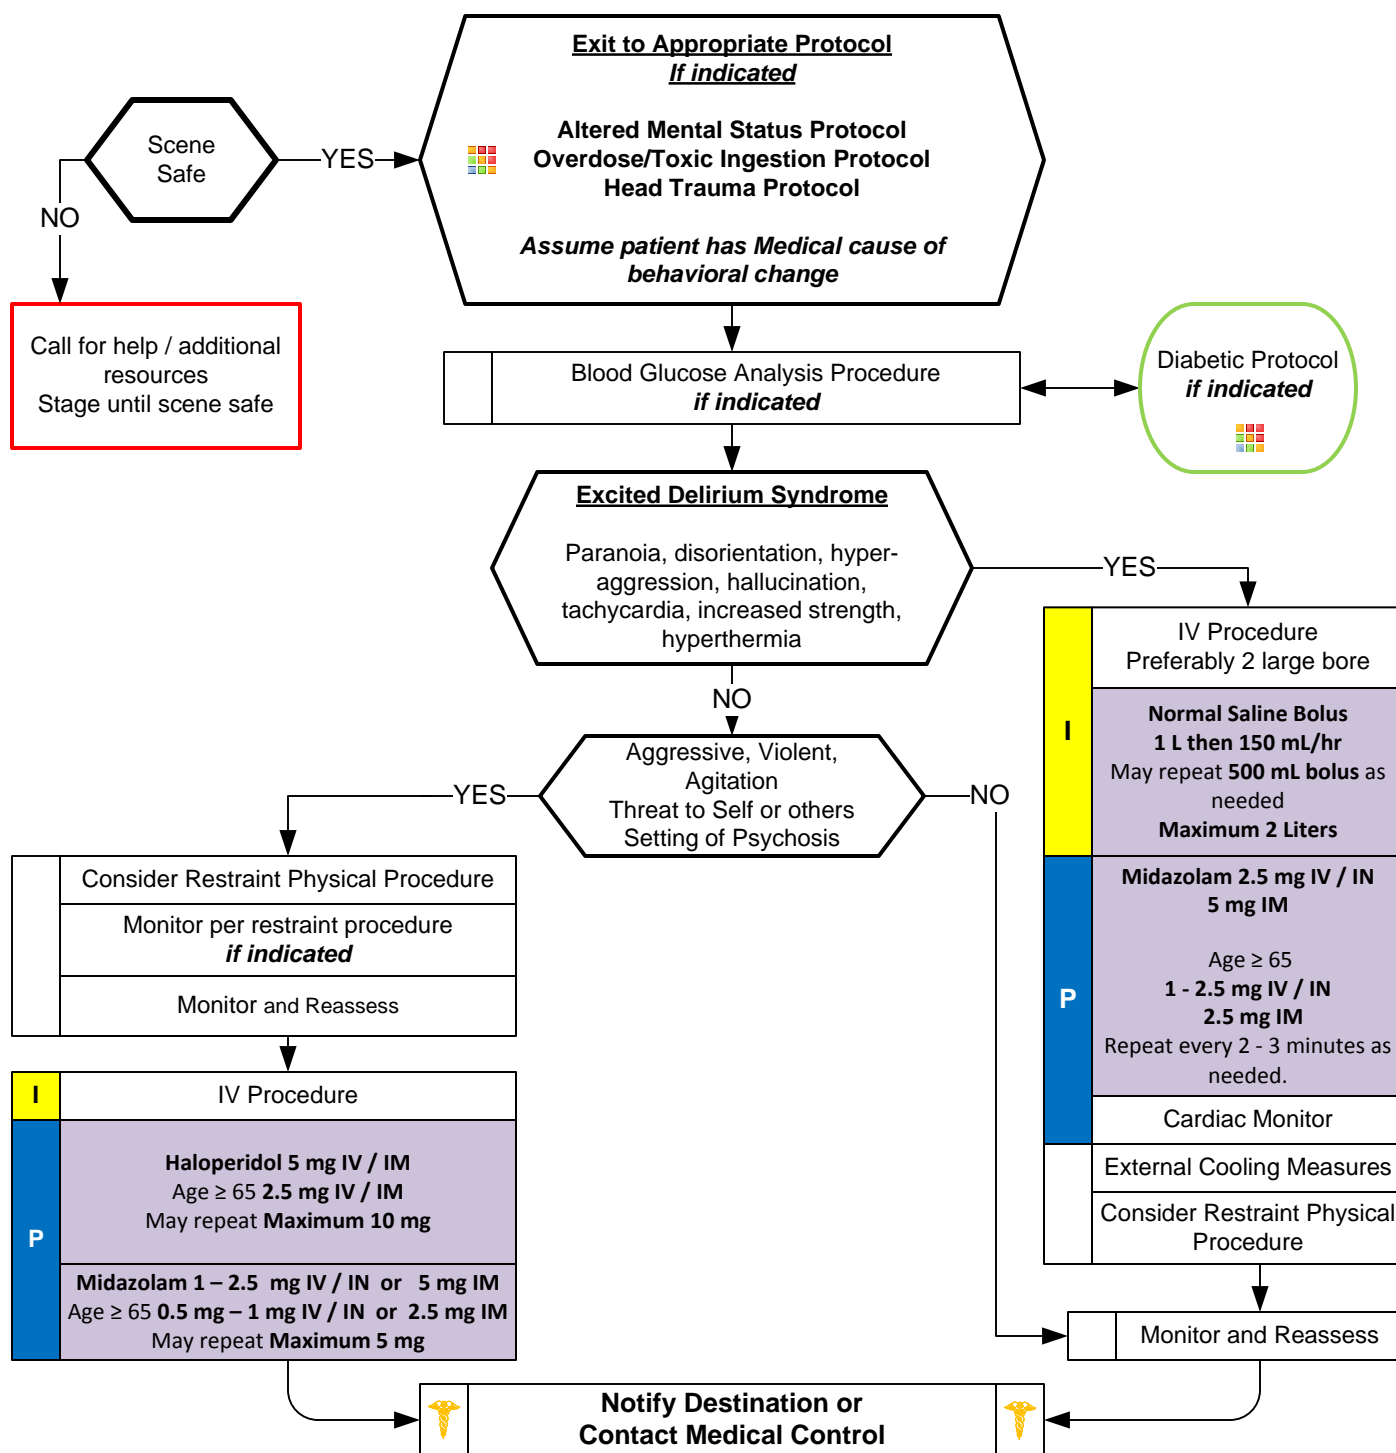 Exit to Appropriate Protocol
If indicated
Altered Mental Status Protocol
Overdose/Toxic Ingestion Protocol
Head Trauma Protocol
Assume patient has Medical cause of
behavioral change
Scene
Safe
YES
NO
Call for help / additional
resources
Stage until scene safe
Blood Glucose Analysis Procedure
if indicated
Diabetic Protocol
if indicated
Excited Delirium Syndrome
Paranoia, disorientation, hyper-
aggression, hallucination,
tachycardia, increased strength,
hyperthermia
YES
NO
Aggressive, Violent,
Agitation
Threat to Self or others
Setting of Psychosis
YES
NO
Consider Restraint Physical Procedure
Monitor per restraint procedure
if indicated
Monitor and Reassess
I
IV Procedure
P
Haloperidol 5 mg IV / IM
Age ≥ 65 2.5 mg IV / IM
May repeat Maximum 10 mg
Midazolam 1 – 2.5 mg IV / IN or 5 mg IM
Age ≥ 65 0.5 mg – 1 mg IV / IN or 2.5 mg IM
May repeat Maximum 5 mg
I
IV Procedure
Preferably 2 large bore
Normal Saline Bolus
1 L then 150 mL/hr
May repeat 500 mL bolus as
needed
Maximum 2 Liters
P
Midazolam 2.5 mg IV / IN
5 mg IM
Age ≥ 65
1 - 2.5 mg IV / IN
2.5 mg IM
Repeat every 2 - 3 minutes as
needed.
Cardiac Monitor
External Cooling Measures
Consider Restraint Physical
Procedure
Monitor and Reassess
Notify Destination or
Contact Medical Control